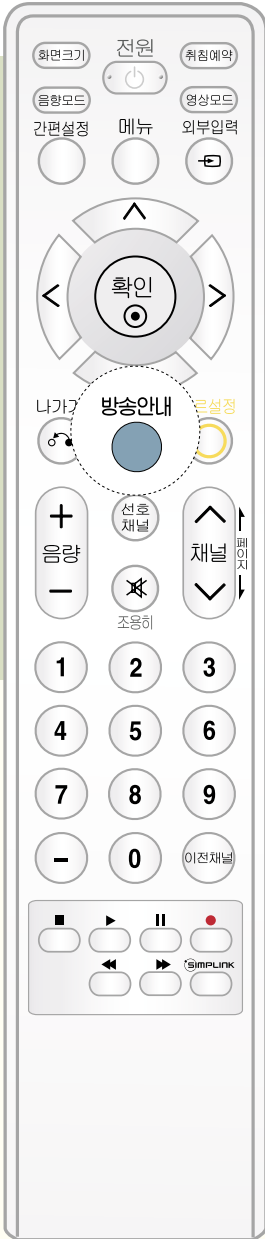 전원
화면크기
취침예약
음향모드
영상모드
간편설정
메뉴
외부입력
확인
나가기
방송안내
른설정
선호
채널
+
음량
-
채널
페이지
조용히
1
2
3
4
5
6
7
8
9
-
0
이전채널
SIMPLINK